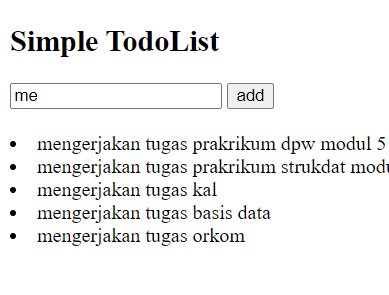 Simple TodoList
me add
mengerjakan tugas prakrikum dpw modul 5
mengerjakan tugas prakrikum strukdat
mengerjakan tugas kal
mengerjakan tugas basis data
mengerjakan tugas orkom